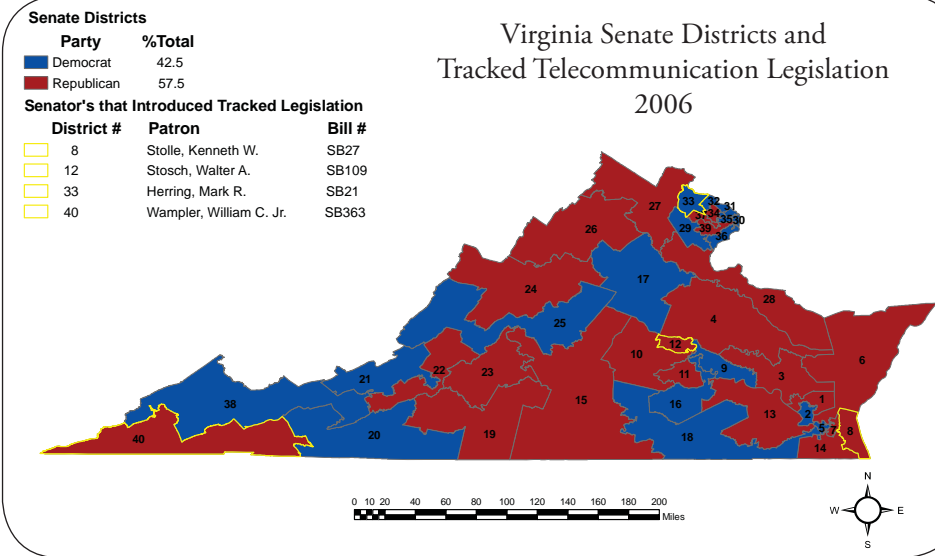 Senate Districts
Party %Total
Democrat 42.5
Republican 57.5
Senator's that Introduced Tracked Legislation
District # Patron Bill #
8 Stolle, Kenneth W. SB27
12 Stosch, Walter A. SB109
33 Herring, Mark R. SB21
40 Wampler, William C. Jr. SB363
Virginia Senate Districts and
Tracked Telecommunication Legislation
2006
27
33
32
31
34
35
30
29
39
36
26
17
24
28
25
4
12
6
10
9
22
11
23
3
21
15
16
1
38
13
2
20
19
18
5
7
8
40
14
0 10 20 40 60 80 100 120 140 160 180 200
Miles
N
W
E
S